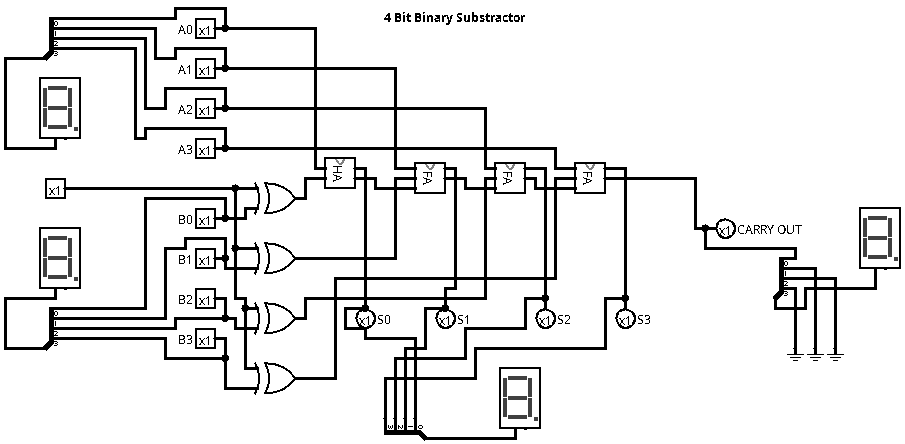 4 Bit Binary Substractor
A0 x1
A1 x1
A2 x1
A3 x1
0
1
2
3
HA
FA
FA
FA
x1
B0 x1
B1 x1
B2 x1
B3 x1
0
1
2
3
x1 CARRY OUT
0
1
2
3
x1 S0
x1 S1
x1 S2
x1 S3
3
2
1
0